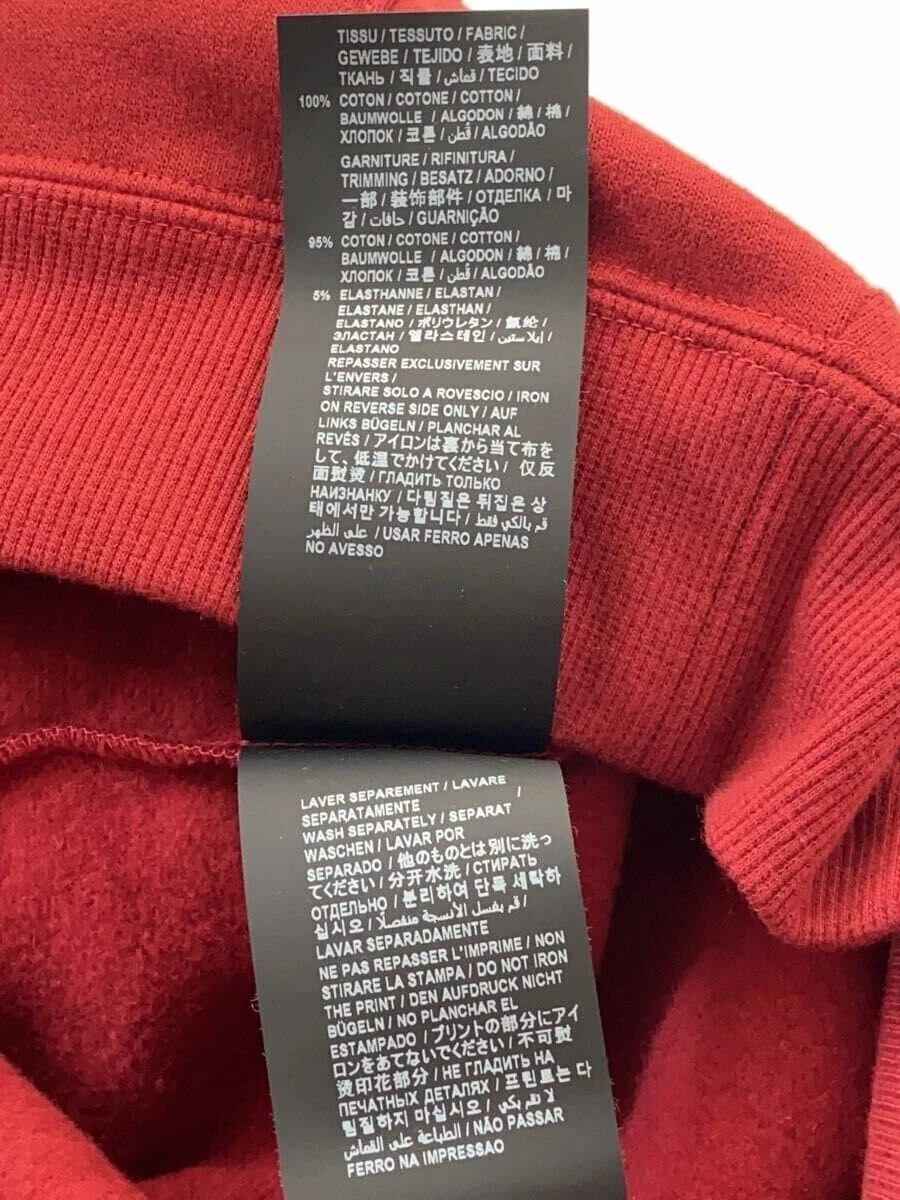 TISSU / TESSUTO / FABRIC /
GEWEBE / TEJIDO / 表地 / 面料 /
ТКАНЬ / 직물 / قماش / TECIDO
100% COTON / COTONE / COTTON /
BAUMWOLLE / ALGODON / 綿 / 棉 /
ХЛОПОК / 코튼 / قُطن / ALGODÃO
GARNITURE / RIFINITURA /
TRIMMING / BESATZ / ADORNO /
一部 / 装饰部件 / ОТДЕЛКА / 마
감 / حافات / GUARNIÇÃO
95% COTON / COTONE / COTTON /
BAUMWOLLE / ALGODON / 綿 / 棉 /
ХЛОПОК / 코튼 / قُطن / ALGODÃO
5% ELASTHANNE / ELASTAN /
ELASTANE / ELASTHAN /
ELASTANO / ポリウレタン / 氨纶 /
ЭЛАСТАН / 엘라스테인 / إيلاستين /
ELASTANO
REPASSER EXCLUSIVEMENT SUR
L'ENVERS /
STIRARE SOLO A ROVESCIO / IRON
ON REVERSE SIDE ONLY / AUF
LINKS BÜGELN / PLANCHAR AL
REVÉS / アイロンは裏から当て布を
して、低温でかけてください / 仅反
面熨烫 / ГЛАДИТЬ ТОЛЬКО
НАИЗНАНКУ / 다림질은 뒤집은 상
태에서만 가능합니다 / قم بالكي فقط
على الظهر / USAR FERRO APENAS
NO AVESSO
LAVER SEPAREMENT / LAVARE
SEPARATAMENTE
WASH SEPARATELY / SEPARAT
WASCHEN / LAVAR POR
SEPARADO / 他のものとは別に洗っ
てください / 分开水洗 / СТИРАТЬ
ОТДЕЛЬНО / 분리하여 단독 세탁하
십시오 / قم بغسل الأنسجة منفصلًا /
LAVAR SEPARADAMENTE
NE PAS REPASSER L'IMPRIME / NON
STIRARE LA STAMPA / DO NOT IRON
THE PRINT / DEN AUFDRUCK NICHT
BÜGELN / NO PLANCHAR EL
ESTAMPADO / プリントの部分にアイ
ロンをあてないでください / 不可熨
烫印花部分 / НЕ ГЛАДИТЬ НА
ПЕЧАТНЫХ ДЕТАЛЯХ / 프린트는 다
림질하지 마십시오 / لا تقم بكي
الطباعة على القماش / NÃO PASSAR
FERRO NA IMPRESSAO